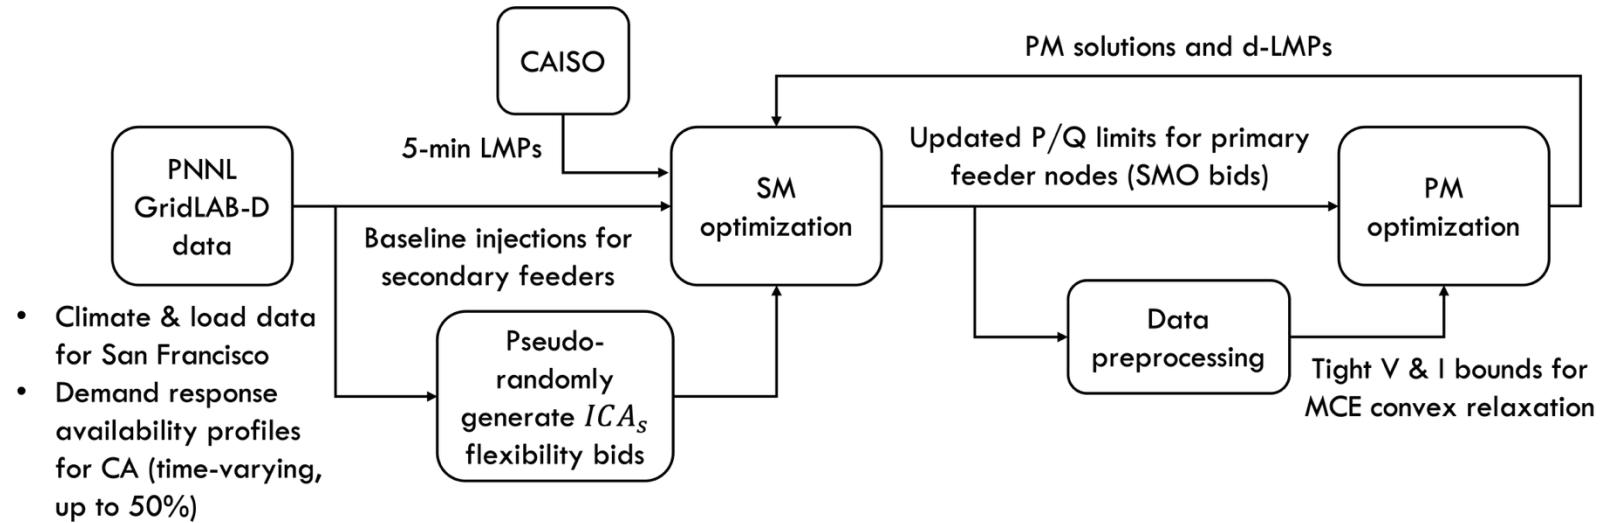 CAISO
PM solutions and d-LMPs
5-min LMPs
PNNL
GridLAB-D
data
SM
optimization
Updated P/Q limits for primary
feeder nodes (SMO bids)
PM
optimization
Baseline injections for
secondary feeders
• Climate & load data
for San Francisco
• Demand response
availability profiles
for CA (time-varying,
up to 50%)
Pseudo-
randomly
generate ICAₛ
flexibility bids
Data
preprocessing
Tight V & I bounds for
MCE convex relaxation